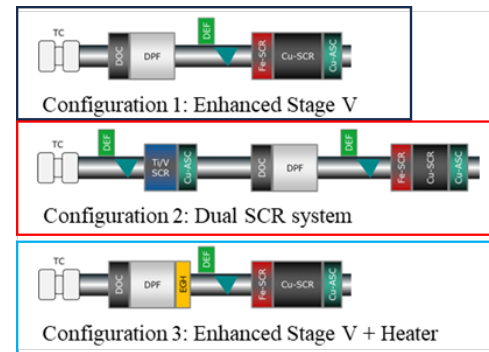 TC
DEF
DOC
DPF
Fe-SCR
Cu-SCR
Cu-ASC
Configuration 1: Enhanced Stage V
TC
DEF
Ti/V
SCR
Cu-ASC
DOC
DPF
DEF
Fe-SCR
Cu-SCR
Cu-ASC
Configuration 2: Dual SCR system
TC
DOC
DPF
EGH
DEF
Fe-SCR
Cu-SCR
Cu-ASC
Configuration 3: Enhanced Stage V + Heater